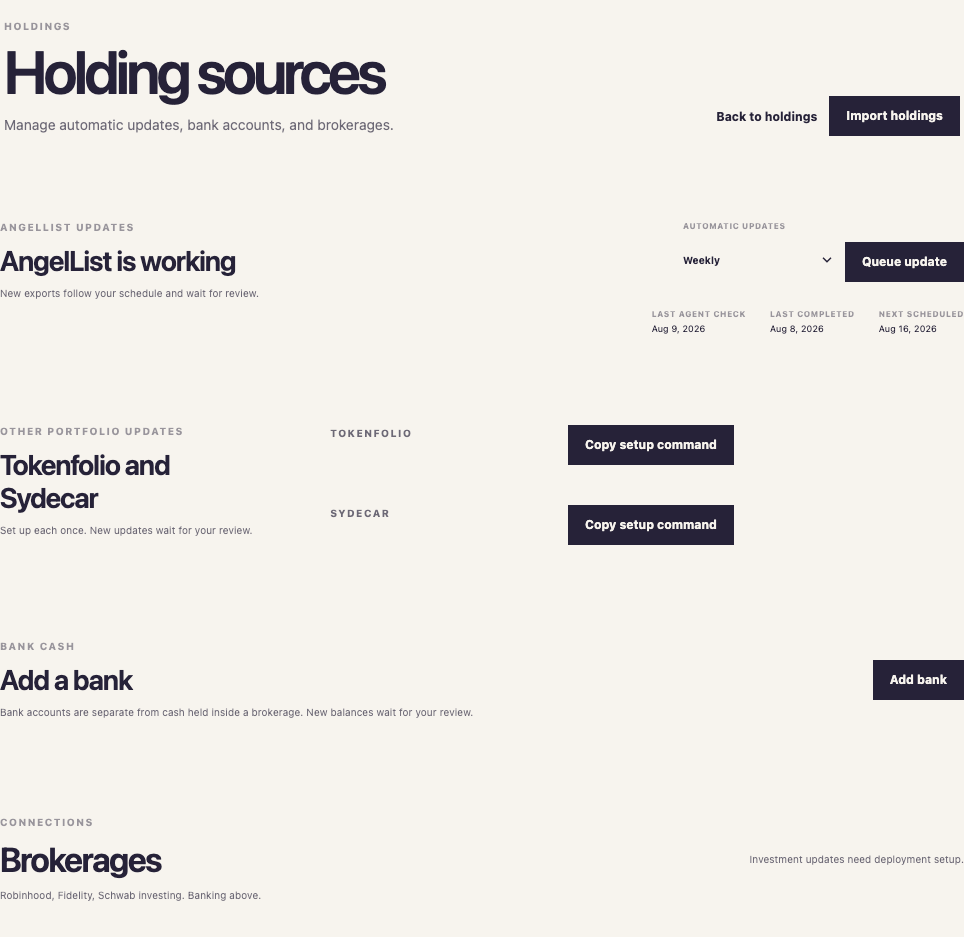 HOLDINGS
Holding sources
Manage automatic updates, bank accounts, and brokerages.
Back to holdings
Import holdings
ANGELLIST UPDATES
AngelList is working
New exports follow your schedule and wait for review.
AUTOMATIC UPDATES
Weekly
Queue update
LAST AGENT CHECK
Aug 9, 2026
LAST COMPLETED
Aug 8, 2026
NEXT SCHEDULED
Aug 16, 2026
OTHER PORTFOLIO UPDATES
Tokenfolio and
Sydecar
Set up each once. New updates wait for your review.
TOKENFOLIO
Copy setup command
SYDECAR
Copy setup command
BANK CASH
Add a bank
Bank accounts are separate from cash held inside a brokerage. New balances wait for your review.
Add bank
CONNECTIONS
Brokerages
Robinhood, Fidelity, Schwab investing. Banking above.
Investment updates need deployment setup.